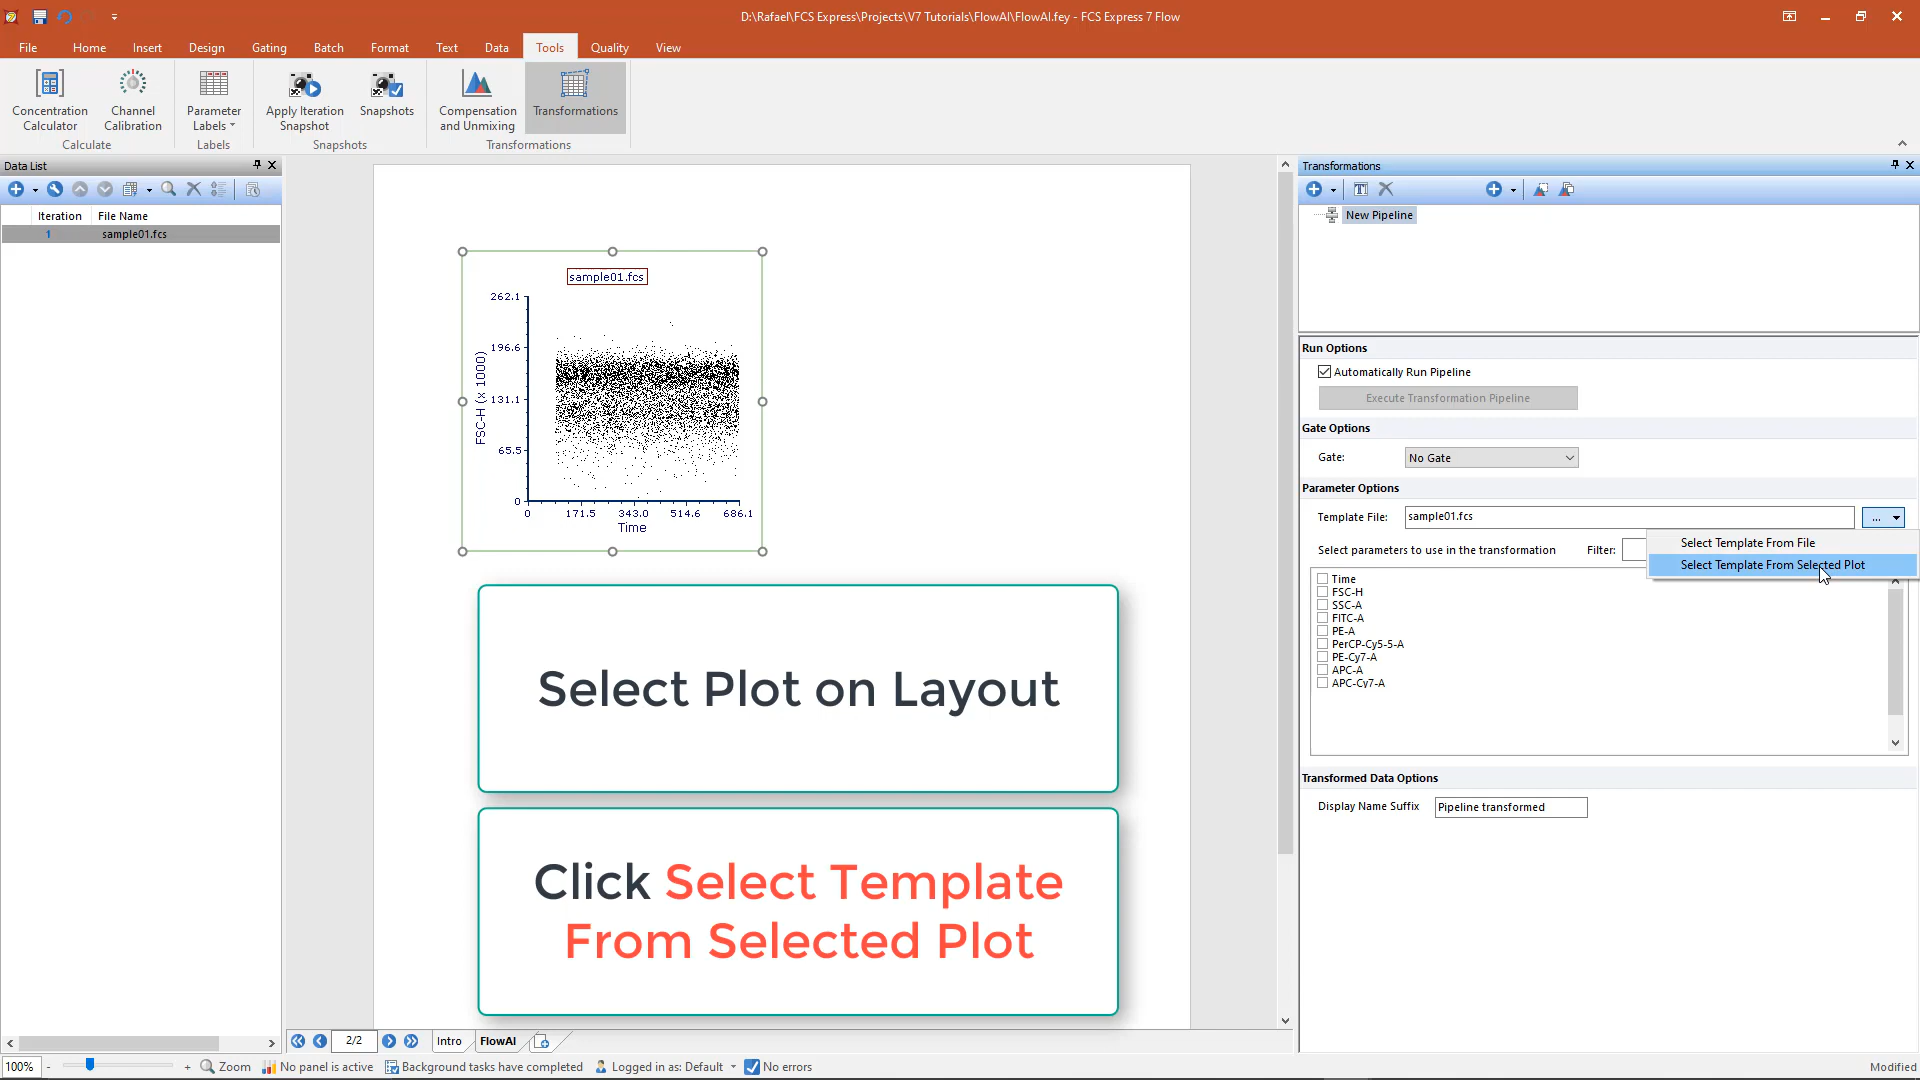 D:\Rafael\FCS Express\Projects\V7 Tutorials\FlowAI\FlowAI.fey - FCS Express 7 Flow
File Home Insert Design Gating Batch Format Text Data Tools Quality View
Concentration Calculator
Channel Calibration
Calculate
Parameter Labels
Labels
Apply Iteration Snapshot
Snapshots
Snapshots
Compensation and Unmixing
Transformations
Transformations
Data List
Iteration File Name
1 sample01.fcs
sample01.fcs
262.1
196.6
131.1
65.5
0
FSC-H (x 1000)
0 171.5 343.0 514.6 686.1
Time
Select Plot on Layout
Click Select Template
From Selected Plot
Transformations
New Pipeline
Run Options
Automatically Run Pipeline
Execute Transformation Pipeline
Gate Options
Gate: No Gate
Parameter Options
Template File: sample01.fcs ...
Select Template From File
Select Template From Selected Plot
Select parameters to use in the transformation Filter:
Time
FSC-H
SSC-A
FITC-A
PE-A
PerCP-Cy5-5-A
PE-Cy7-A
APC-A
APC-Cy7-A
Transformed Data Options
Display Name Suffix Pipeline transformed
2/2 Intro FlowAI
100% - + Zoom No panel is active Background tasks have completed Logged in as: Default No errors Modified